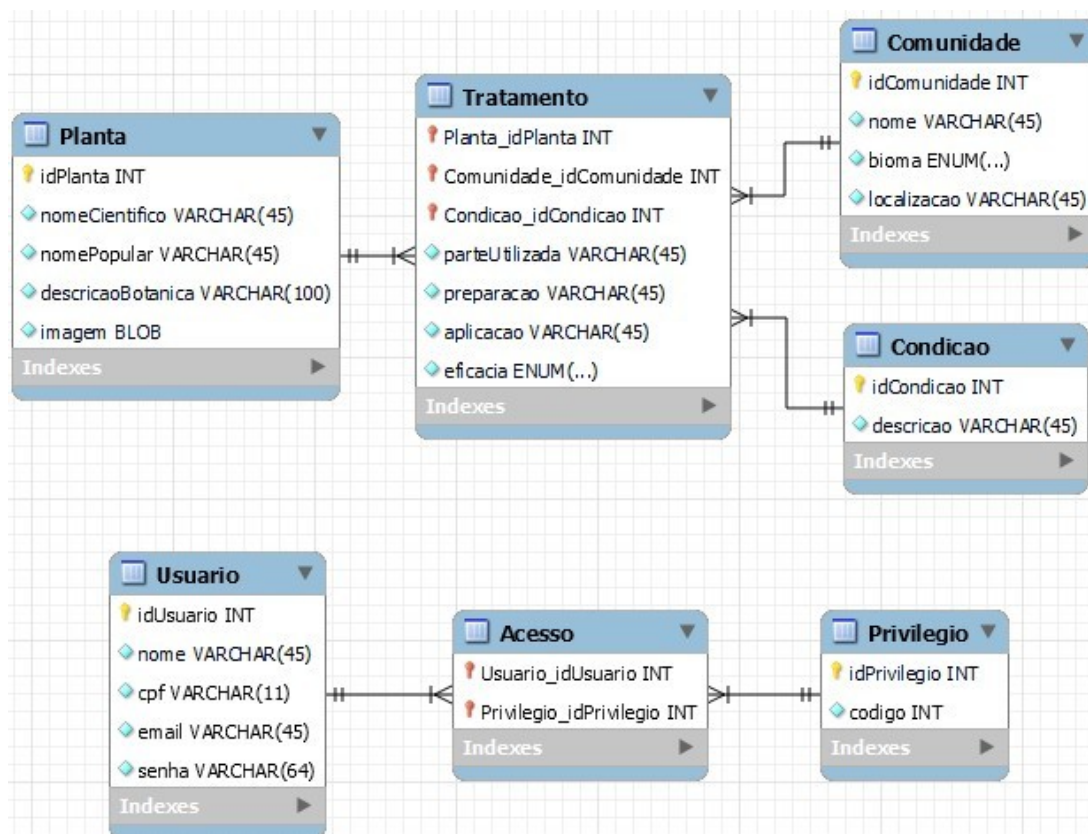 Planta
idPlanta INT
nomeCientifico VARCHAR(45)
nomePopular VARCHAR(45)
descricaoBotanica VARCHAR(100)
imagem BLOB
Indexes
Tratamento
Planta_idPlanta INT
Comunidade_idComunidade INT
Condicao_idCondicao INT
parteUtilizada VARCHAR(45)
preparacao VARCHAR(45)
aplicacao VARCHAR(45)
eficacia ENUM(...)
Indexes
Comunidade
idComunidade INT
nome VARCHAR(45)
bioma ENUM(...)
localizacao VARCHAR(45)
Indexes
Condicao
idCondicao INT
descricao VARCHAR(45)
Indexes
Usuario
idUsuario INT
nome VARCHAR(45)
cpf VARCHAR(11)
email VARCHAR(45)
senha VARCHAR(64)
Indexes
Acesso
Usuario_idUsuario INT
Privilegio_idPrivilegio INT
Indexes
Privilegio
idPrivilegio INT
codigo INT
Indexes